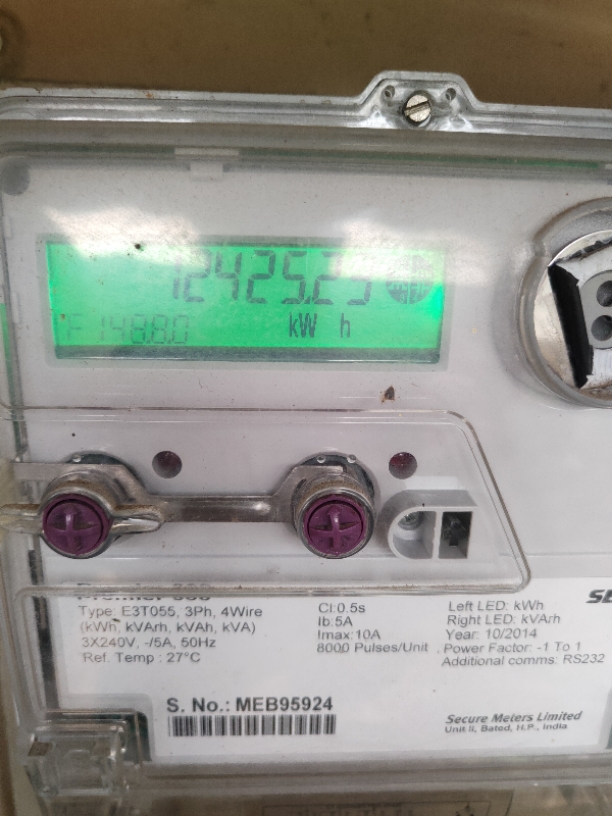 12425.25
kW h
Type: E3T055, 3Ph, 4Wire
(kWh, kVArh, kVAh, kVA)
3X240V, -/5A, 50Hz
Ref. Temp : 27°C
Cl:0.5s
Ib:5A
Imax:10A
8000 Pulses/Unit
Left LED: kWh
Right LED: kVArh
Year: 10/2014
Power Factor: -1 To 1
Additional comms: RS232
S. No.: MEB95924
Secure Meters Limited
Unit II, Bated, H.P., India